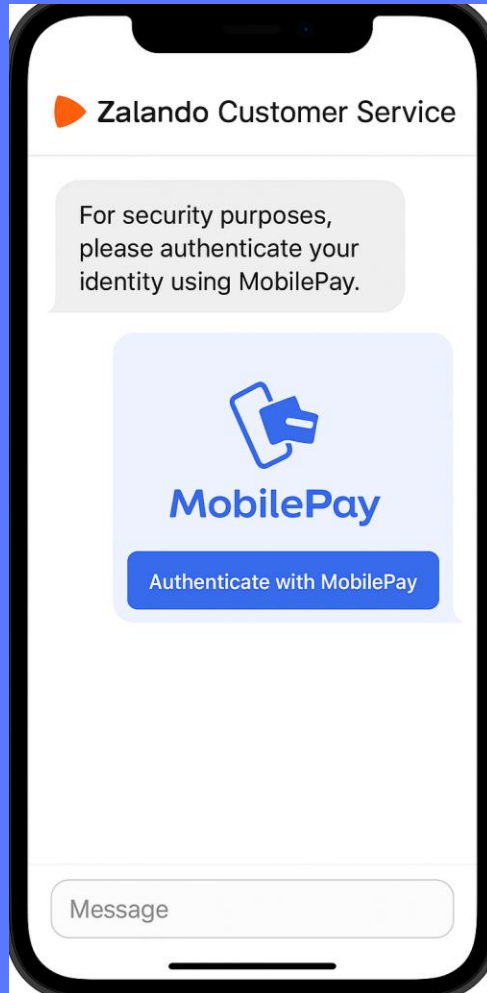 Zalando Customer Service
For security purposes,
please authenticate your
identity using MobilePay.
MobilePay
Authenticate with MobilePay
Message